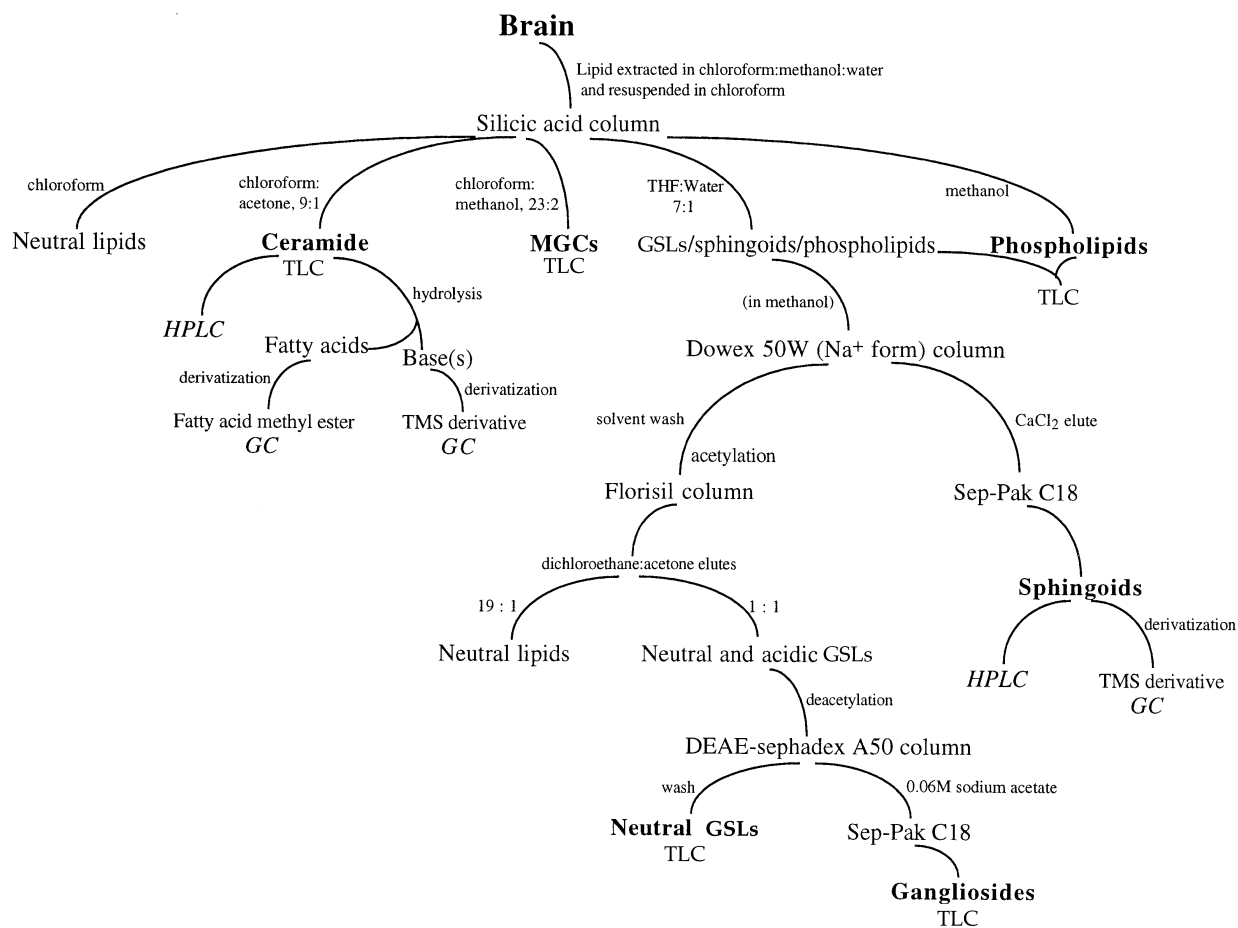 Brain
Lipid extracted in chloroform:methanol:water
and resuspended in chloroform
Silicic acid column
chloroform
chloroform:
acetone, 9:1
chloroform:
methanol, 23:2
THF:Water
7:1
methanol
Neutral lipids
Ceramide
TLC
MGCs
TLC
GSLs/sphingoids/phospholipids
Phospholipids
TLC
hydrolysis
(in methanol)
HPLC
Fatty acids
Base(s)
Dowex 50W (Na⁺ form) column
derivatization
derivatization
Fatty acid methyl ester
GC
TMS derivative
GC
solvent wash
CaCl₂ elute
acetylation
Florisil column
Sep-Pak C18
dichloroethane:acetone elutes
Sphingoids
19 : 1
1 : 1
derivatization
Neutral lipids
Neutral and acidic GSLs
HPLC
TMS derivative
GC
deacetylation
DEAE-sephadex A50 column
wash
0.06M sodium acetate
Neutral GSLs
TLC
Sep-Pak C18
Gangliosides
TLC